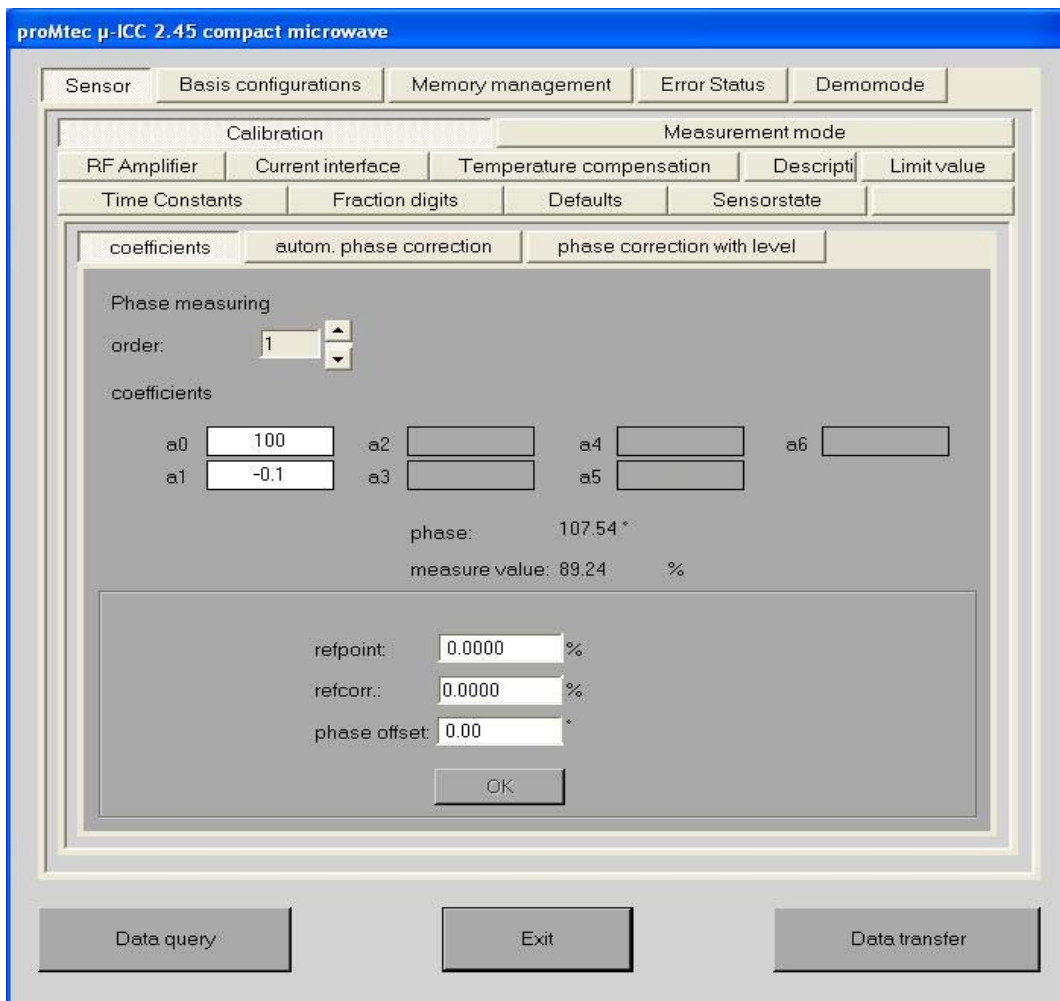 proMtec µ-ICC 2.45 compact microwave
Sensor Basis configurations Memory management Error Status Demomode
Calibration Measurement mode
RF Amplifier Current interface Temperature compensation Descripti Limit value
Time Constants Fraction digits Defaults Sensorstate
coefficients autom. phase correction phase correction with level
Phase measuring
order: 1
coefficients
a0 100 a2 a4 a6
a1 -0.1 a3 a5
phase: 107.54 °
measure value: 89.24 %
refpoint: 0.0000 %
refcorr.: 0.0000 %
phase offset: 0.00 °
OK
Data query Exit Data transfer